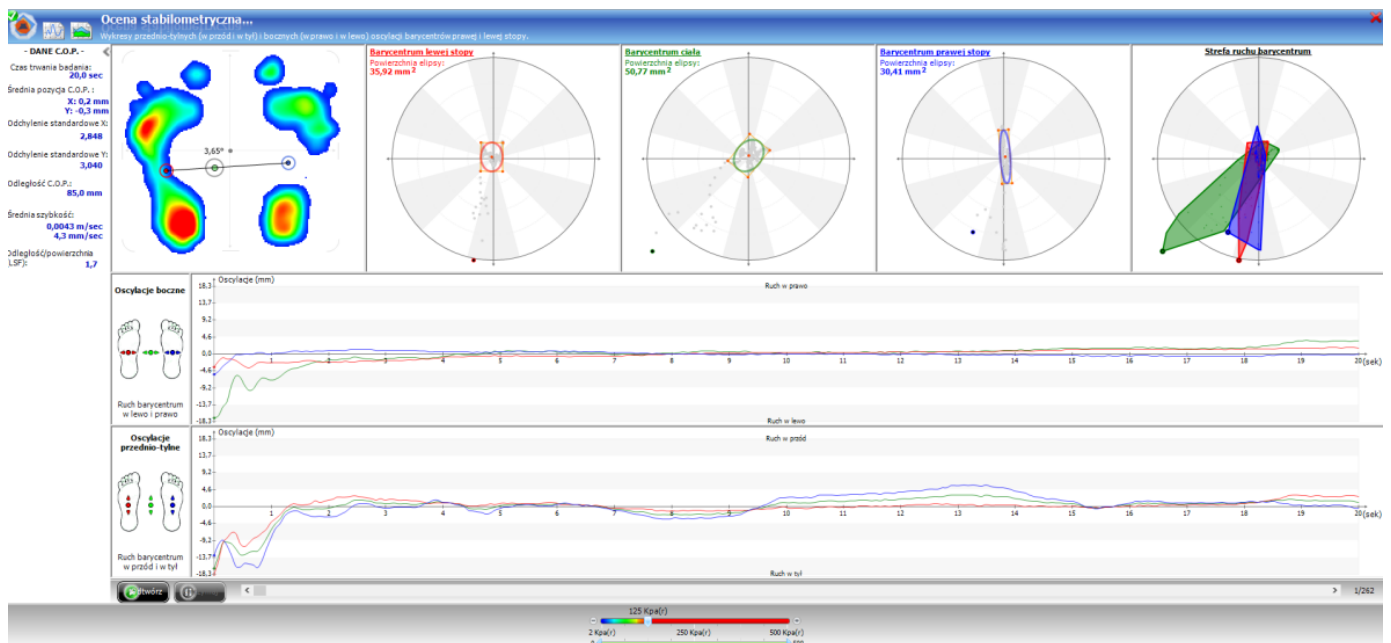 Ocena stabilometryczna...
Wykresy przednio-tylnych (w przód i w tył) i bocznych (w prawo i w lewo) oscylacji barycentrów prawej i lewej stopy.
- DANE C.O.P. -
Czas trwania badania:
20,0 sec
Średnia pozycja C.O.P. :
X: 0,2 mm
Y: -0,3 mm
Odchylenie standardowe X:
2,848
Odchylenie standardowe Y:
3,040
Odległość C.O.P.:
85,0 mm
Średnia szybkość:
0,0043 m/sec
4,3 mm/sec
Odległość/powierzchnia
(LSF):
1,7
3,65°
Barycentrum lewej stopy
Powierzchnia elipsy:
35,92 mm 2
Barycentrum ciała
Powierzchnia elipsy:
50,77 mm 2
Barycentrum prawej stopy
Powierzchnia elipsy:
30,41 mm 2
Strefa ruchu barycentrum
Oscylacje boczne
Ruch barycentrum
w lewo i prawo
Oscylacje (mm)
Ruch w prawo
18.3
13,7
9.2
4.6
0.0
-4.6
-9.2
-13.7
-18.3
1 2 3 4 5 6 7 8 9 10 11 12 13 14 15 16 17 18 19 20 (sek)
Ruch w lewo
Oscylacje
przednio-tylne
Ruch barycentrum
w przód i w tył
Oscylacje (mm)
Ruch w przód
18.3
13.7
9.2
4.6
0.0
-4.6
-9.2
-13.7
-18.3
1 2 3 4 5 6 7 8 9 10 11 12 13 14 15 16 17 18 19 20 (sek)
Ruch w tył
dtwórz
1/262
125 Kpa(r)
2 Kpa(r) 250 Kpa(r) 500 Kpa(r)